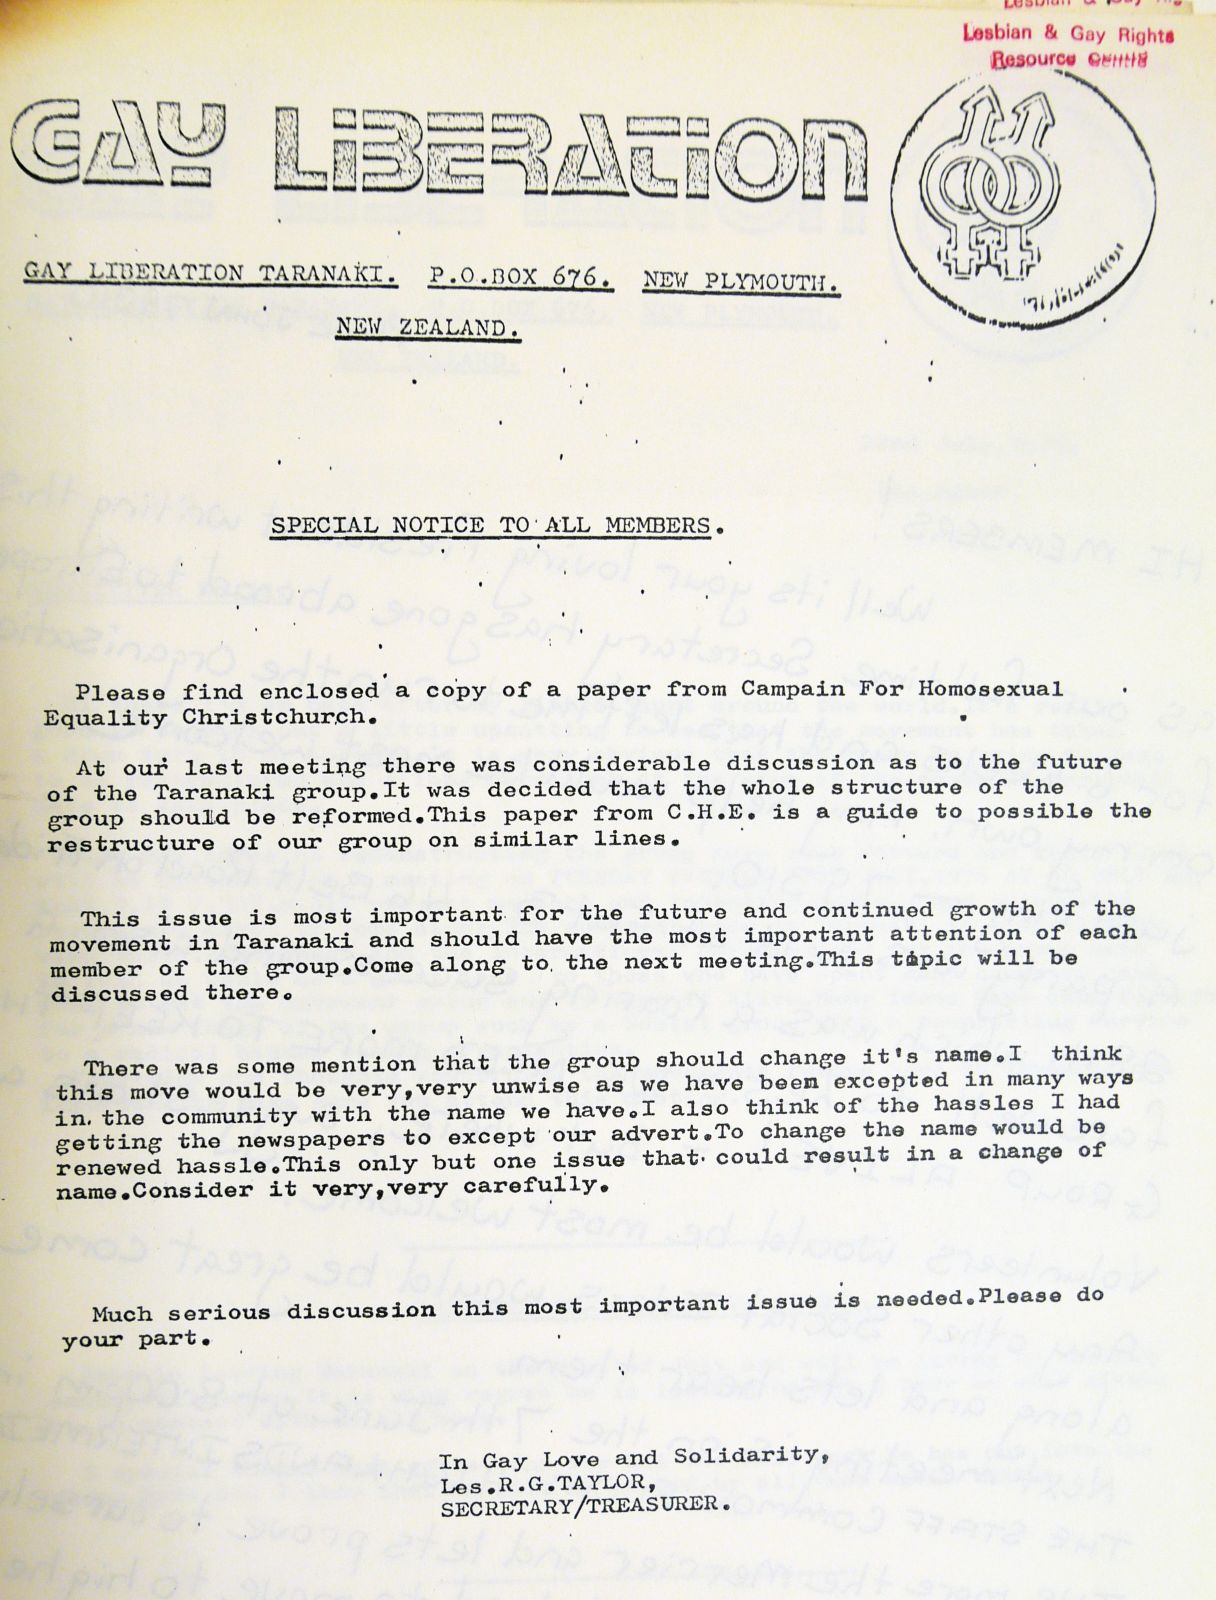 Lesbian & Gay Rights
Resource Centre
GAY LIBERATION
GAY LIBERATION TARANAKI. P.O.BOX 676. NEW PLYMOUTH.
NEW ZEALAND.
SPECIAL NOTICE TO ALL MEMBERS.
Please find enclosed a copy of a paper from Campain For Homosexual
Equality Christchurch.
At our last meeting there was considerable discussion as to the future
of the Taranaki group.It was decided that the whole structure of the
group should be reformed.This paper from C.H.E. is a guide to possible the
restructure of our group on similar lines.
This issue is most important for the future and continued growth of the
movement in Taranaki and should have the most important attention of each
member of the group.Come along to the next meeting.This topic will be
discussed there.
There was some mention that the group should change it's name.I think
this move would be very,very unwise as we have been excepted in many ways
in the community with the name we have.I also think of the hassles I had
getting the newspapers to except our advert.To change the name would be
renewed hassle.This only but one issue that could result in a change of
name.Consider it very,very carefully.
Much serious discussion this most important issue is needed.Please do
your part.
In Gay Love and Solidarity,
Les.R.G.TAYLOR,
SECRETARY/TREASURER.